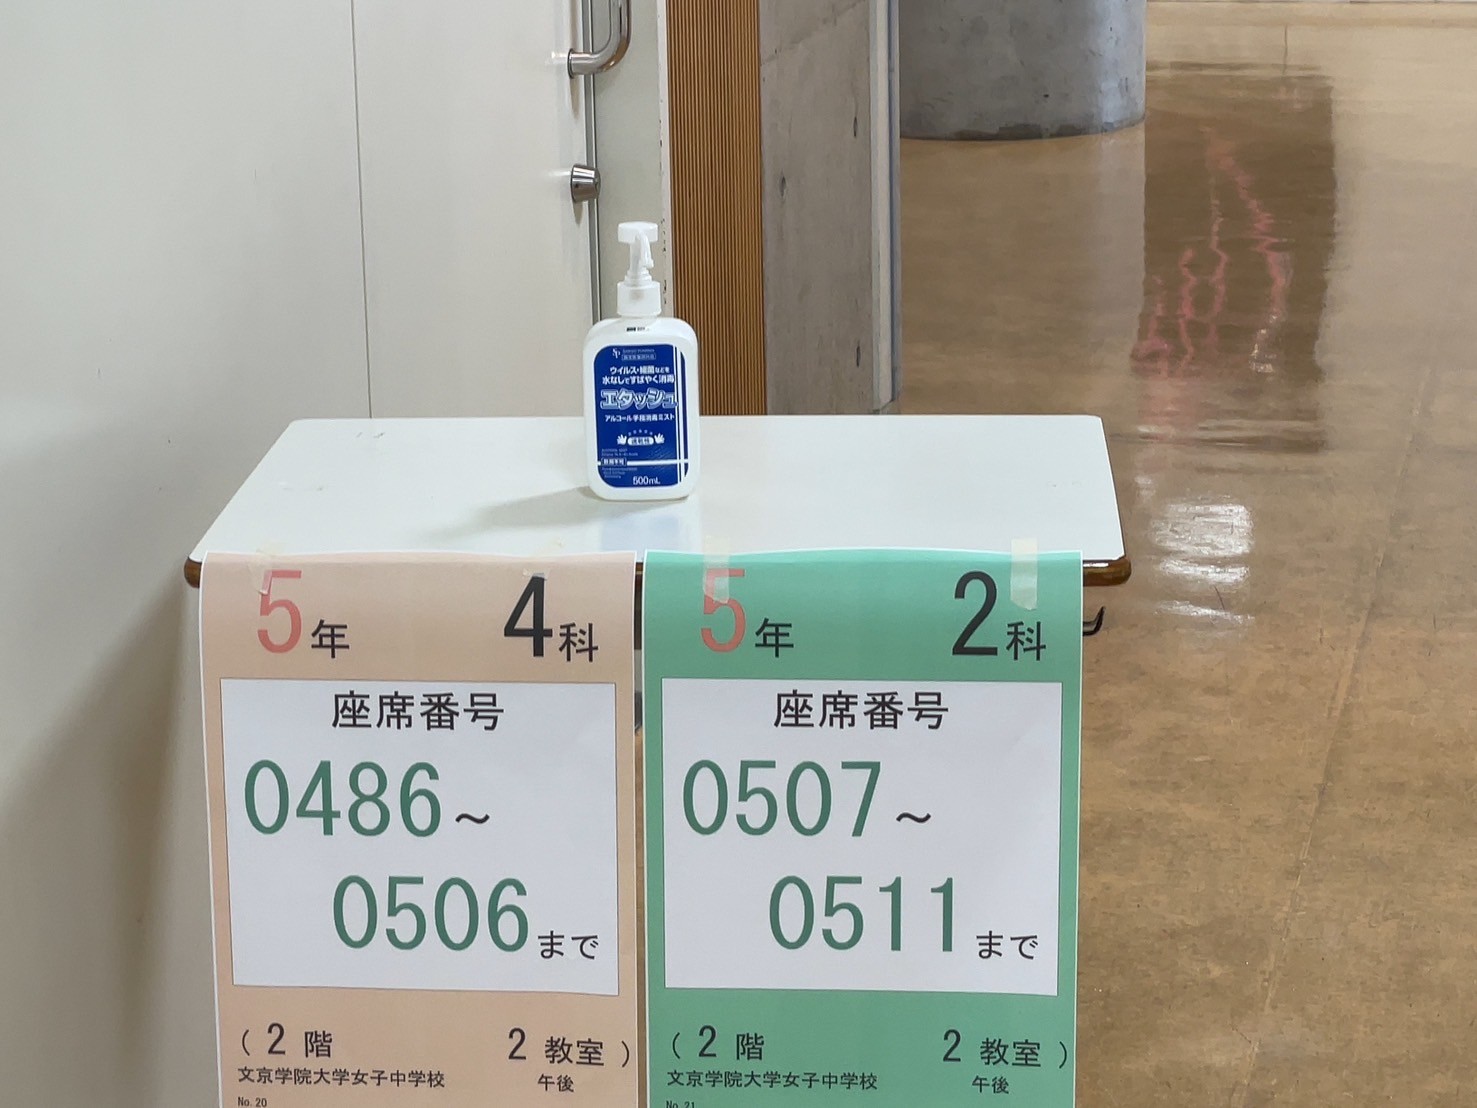 ウイルス・細菌などを
水なしですばやく消毒
エタッシュ
アルコール手指消毒ミスト
速乾性
500mL
5年 4科
座席番号
0486～
0506まで
(2階 2教室)
文京学院大学女子中学校 午後
No.20
5年 2科
座席番号
0507～
0511まで
(2階 2教室)
文京学院大学女子中学校 午後
No.21